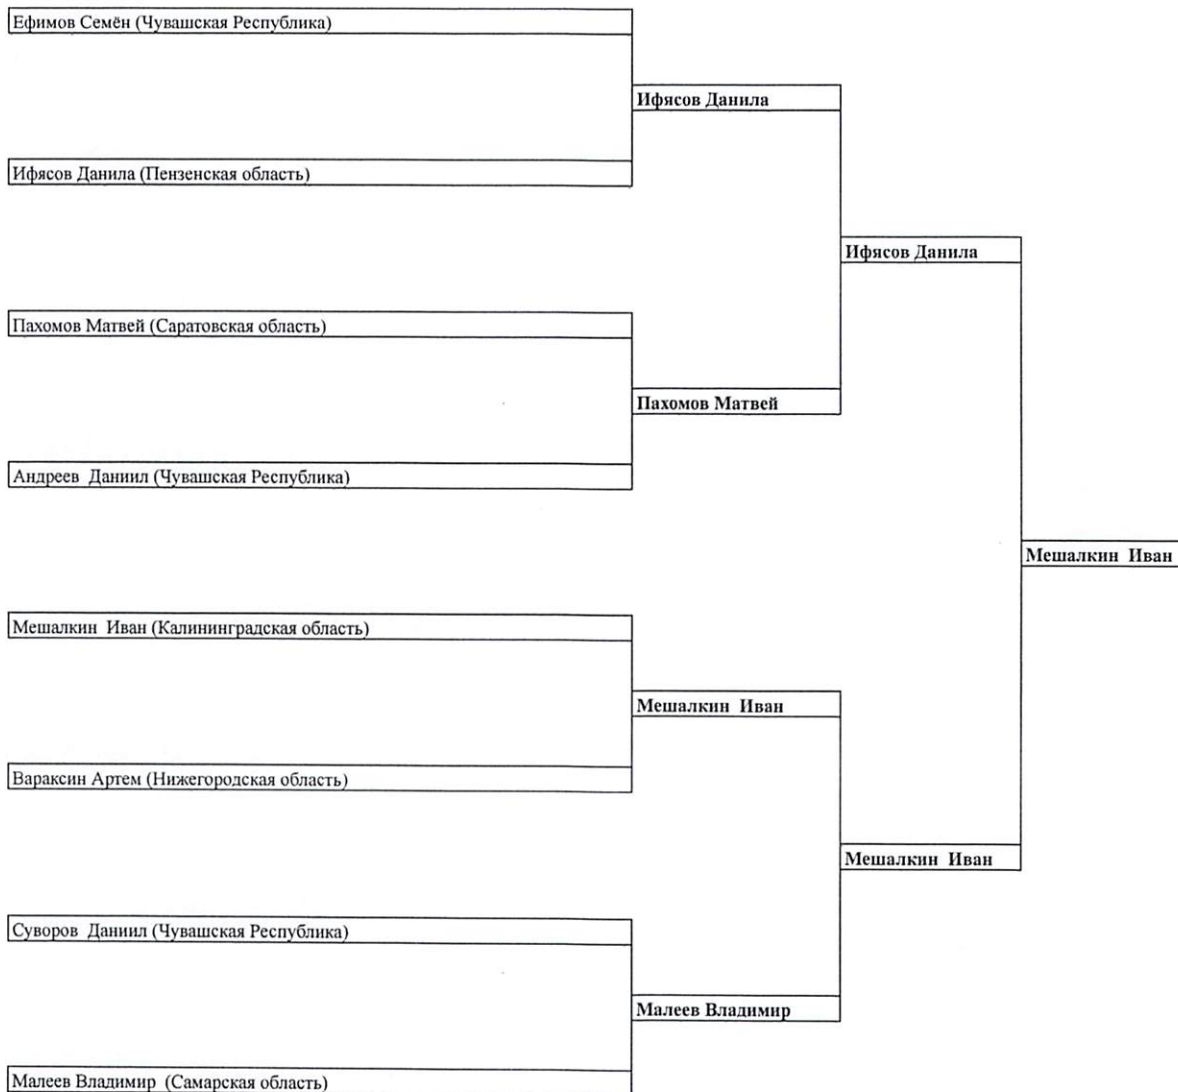 Ефимов Семён (Чувашская Республика)
Ифясов Данила
Ифясов Данила (Пензенская область)
Ифясов Данила
Пахомов Матвей (Саратовская область)
Пахомов Матвей
Андреев Даниил (Чувашская Республика)
Мешалкин Иван
Мешалкин Иван (Калининградская область)
Мешалкин Иван
Вараксин Артем (Нижегородская область)
Мешалкин Иван
Суворов Даниил (Чувашская Республика)
Малеев Владимир
Малеев Владимир (Самарская область)